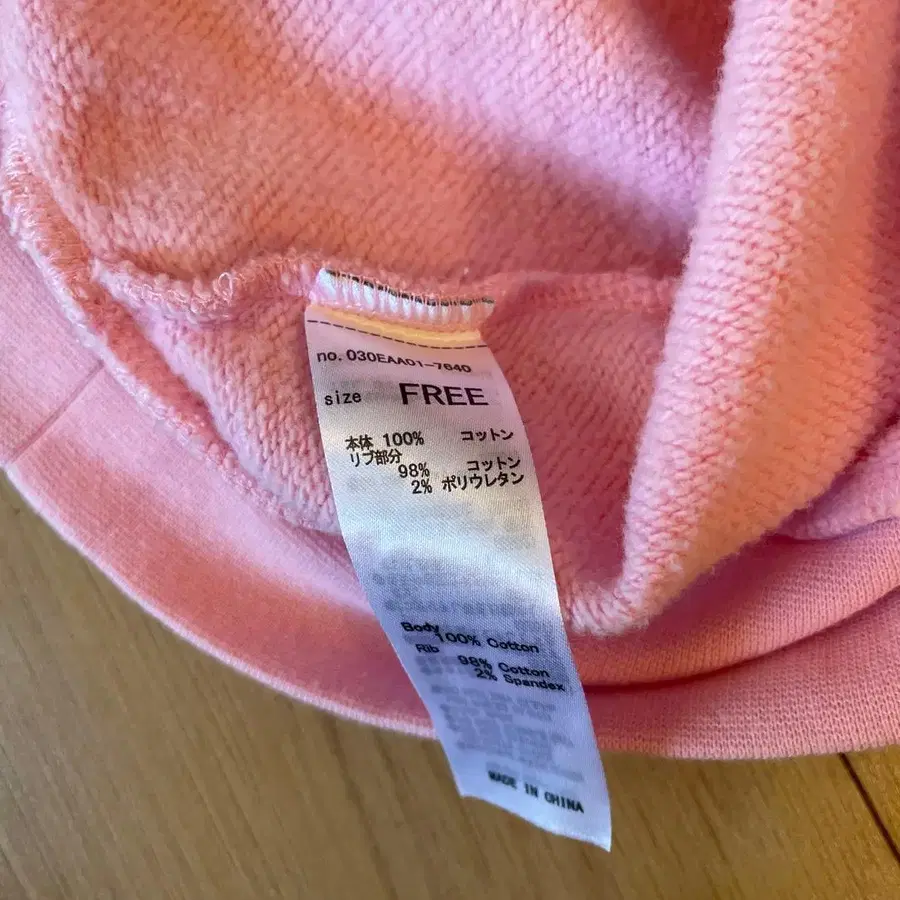 no. 030EAA01-7640
size FREE
本体 100% コットン
リブ部分
98% コットン
2% ポリウレタン
Body
100% Cotton
Rib
98% Cotton
2% Spandex
MADE IN CHINA